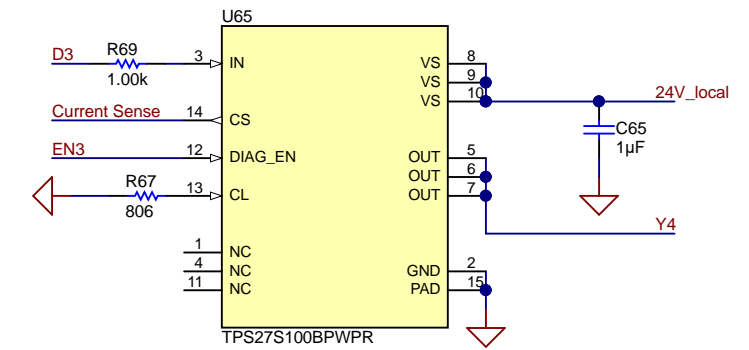 U65
D3
R69
1.00k
3
IN
VS
8
VS
9
VS
10
24V_local
Current Sense
14
CS
C65
1µF
EN3
12
DIAG_EN
OUT
5
OUT
6
R67
806
13
CL
OUT
7
Y4
1
NC
4
NC
GND
2
11
NC
PAD
15
TPS27S100BPWPR